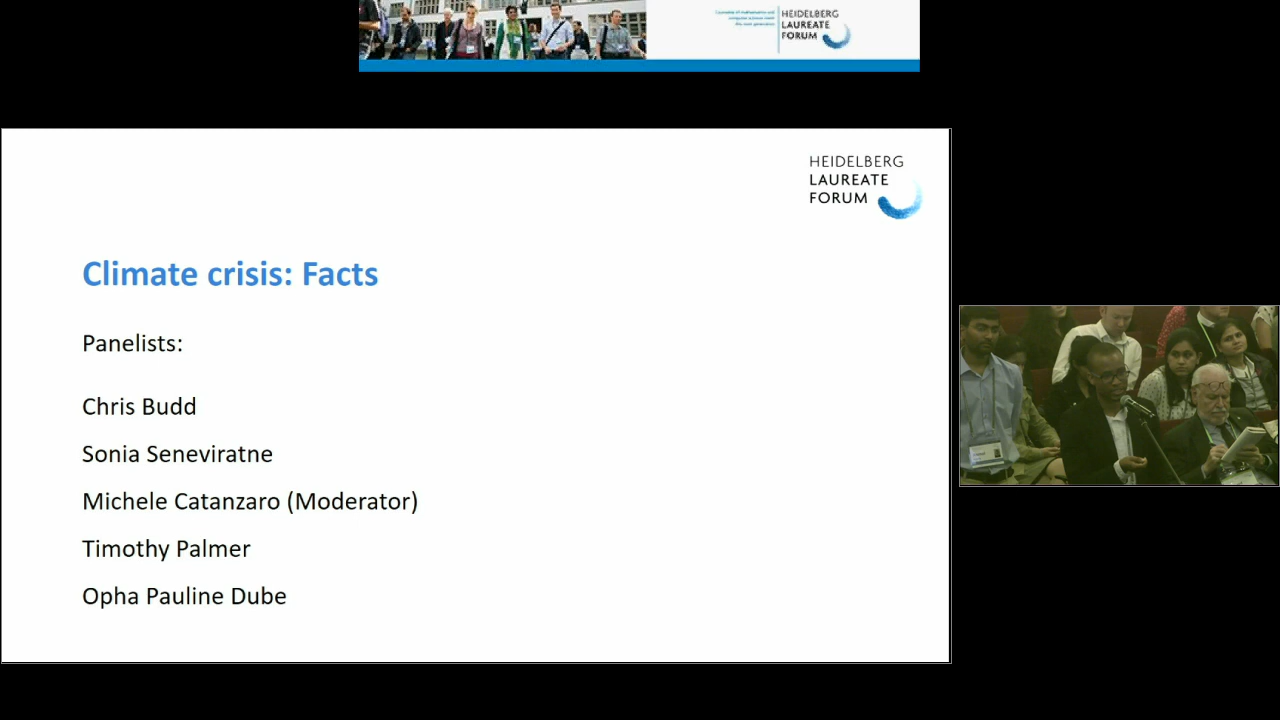 HEIDELBERG
LAUREATE
FORUM
HEIDELBERG
LAUREATE
FORUM
Climate crisis: Facts
Panelists:
Chris Budd
Sonia Seneviratne
Michele Catanzaro (Moderator)
Timothy Palmer
Opha Pauline Dube